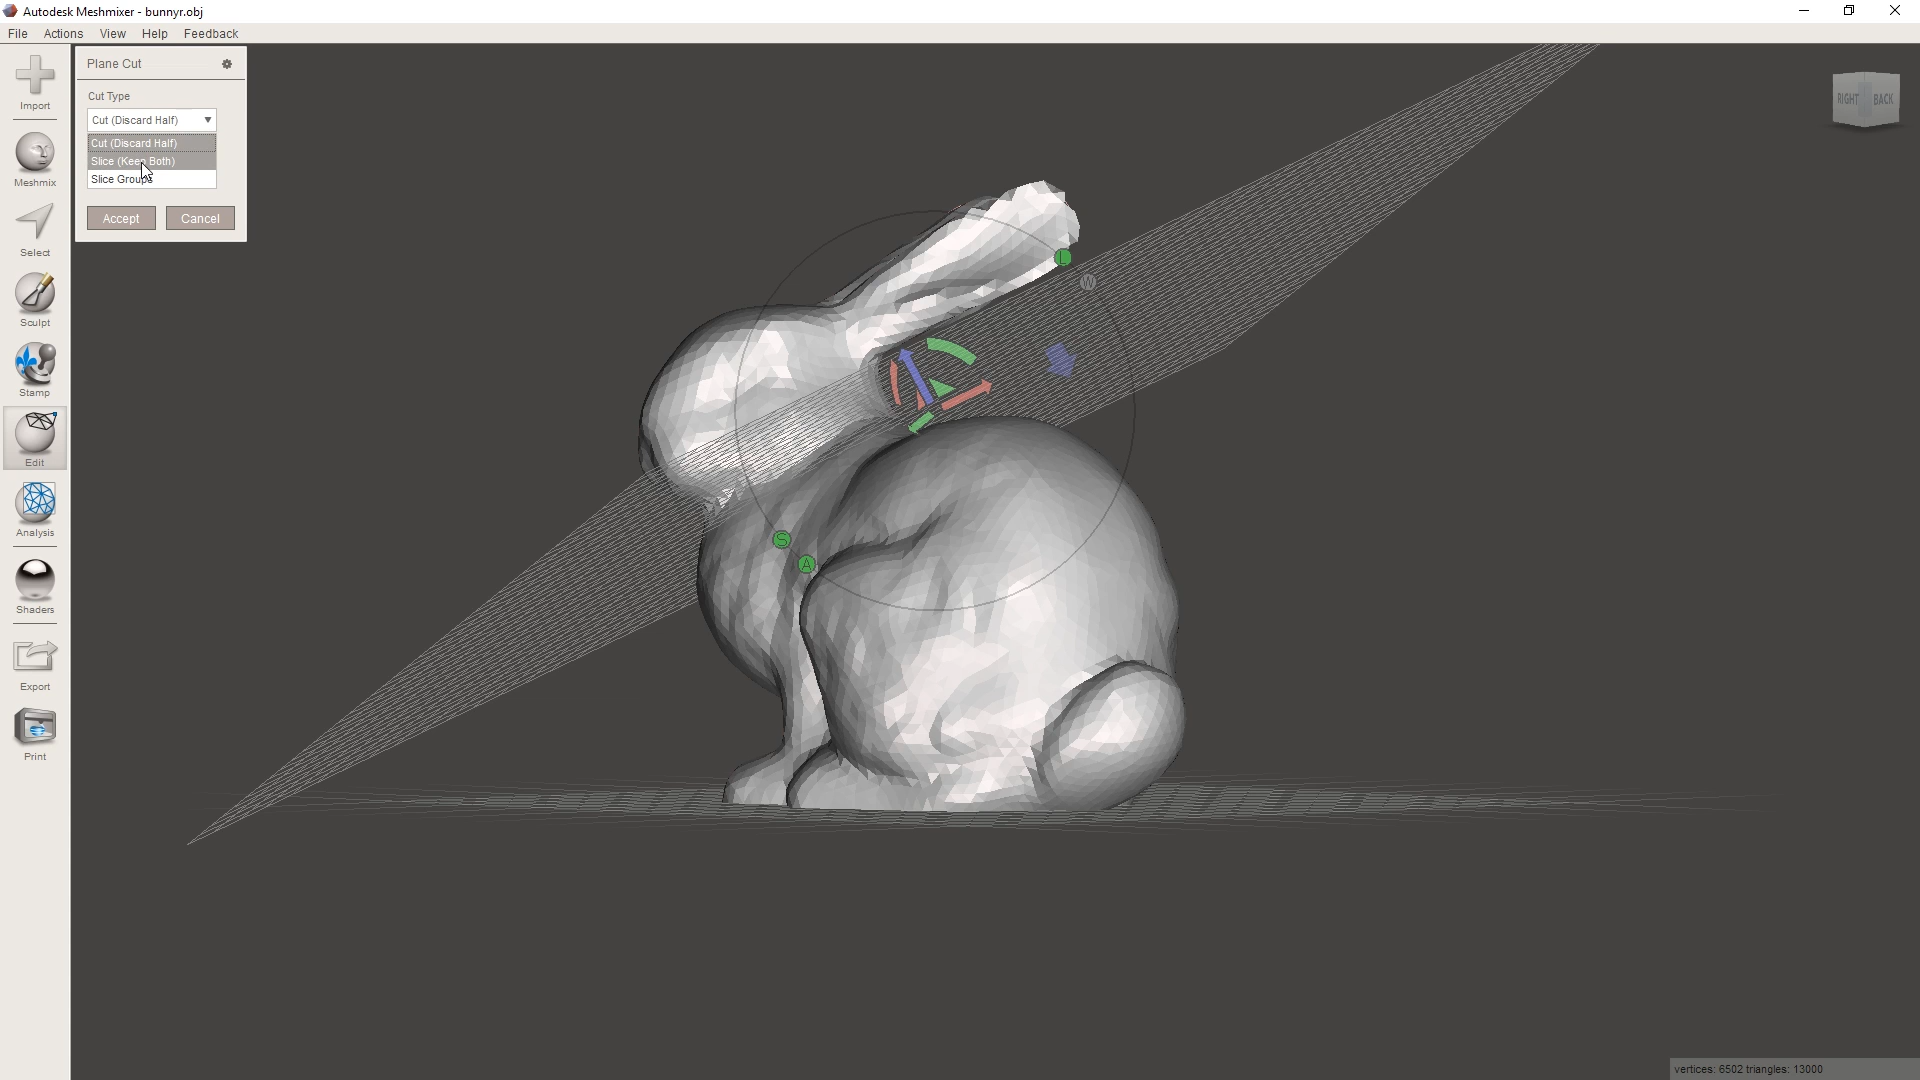 Autodesk Meshmixer - bunnyr.obj
File Actions View Help Feedback
Plane Cut
Cut Type
Cut (Discard Half)
Cut (Discard Half)
Slice (Keep Both)
Slice Groups
Accept Cancel
Import
Meshmix
Select
Sculpt
Stamp
Edit
Analysis
Shaders
Export
Print
RIGHT BACK
L
W
S
A
vertices: 6502 triangles: 13000